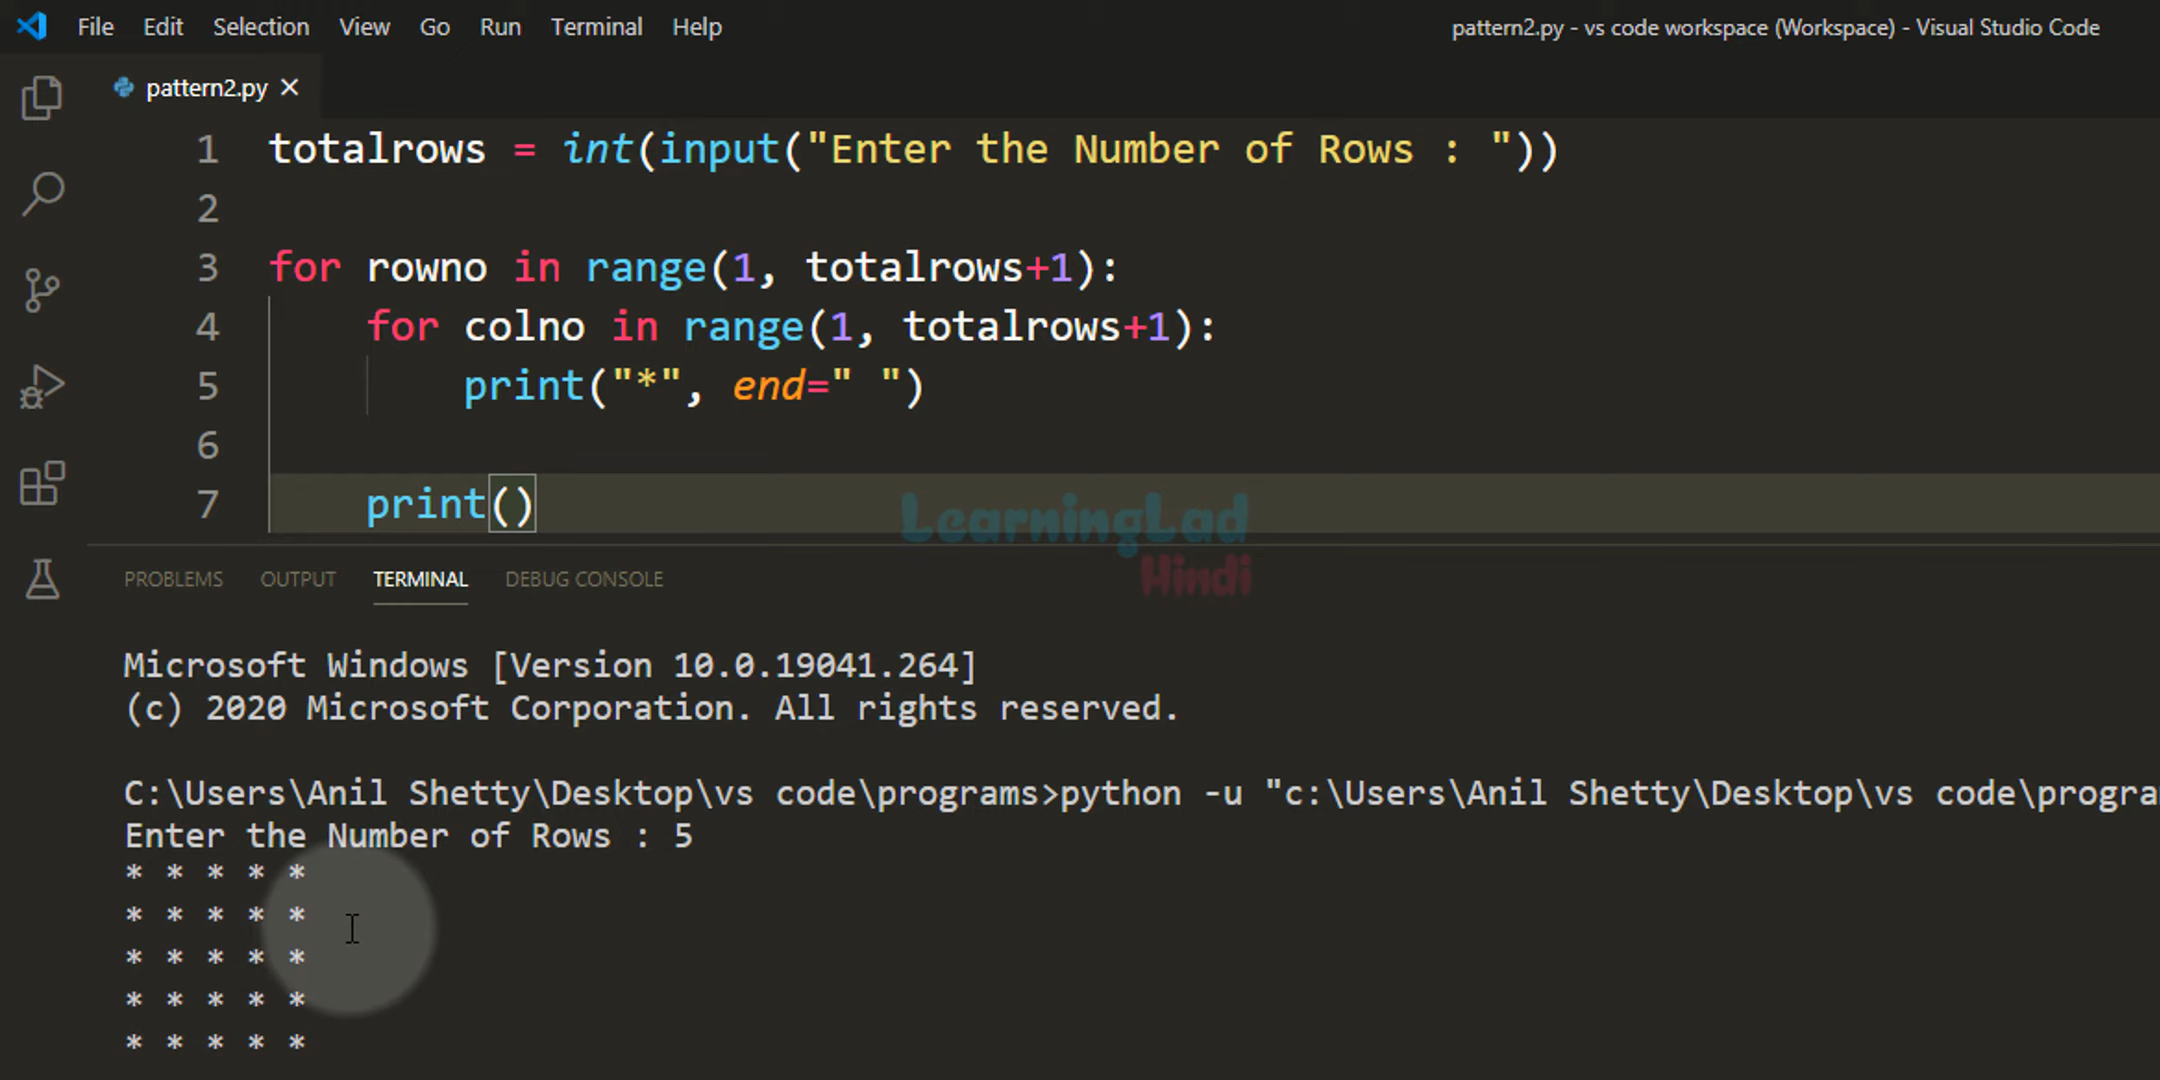 File Edit Selection View Go Run Terminal Help pattern2.py - vs code workspace (Workspace) - Visual Studio Code
pattern2.py ×
1 totalrows = int(input("Enter the Number of Rows : "))
2
3 for rowno in range(1, totalrows+1):
4     for colno in range(1, totalrows+1):
5         print("*", end=" ")
6
7     print()
LearningLad
Hindi
PROBLEMS OUTPUT TERMINAL DEBUG CONSOLE
Microsoft Windows [Version 10.0.19041.264]
(c) 2020 Microsoft Corporation. All rights reserved.
C:\Users\Anil Shetty\Desktop\vs code\programs>python -u "c:\Users\Anil Shetty\Desktop\vs code\progra
Enter the Number of Rows : 5
* * * * *
* * * * *
* * * * *
* * * * *
* * * * *